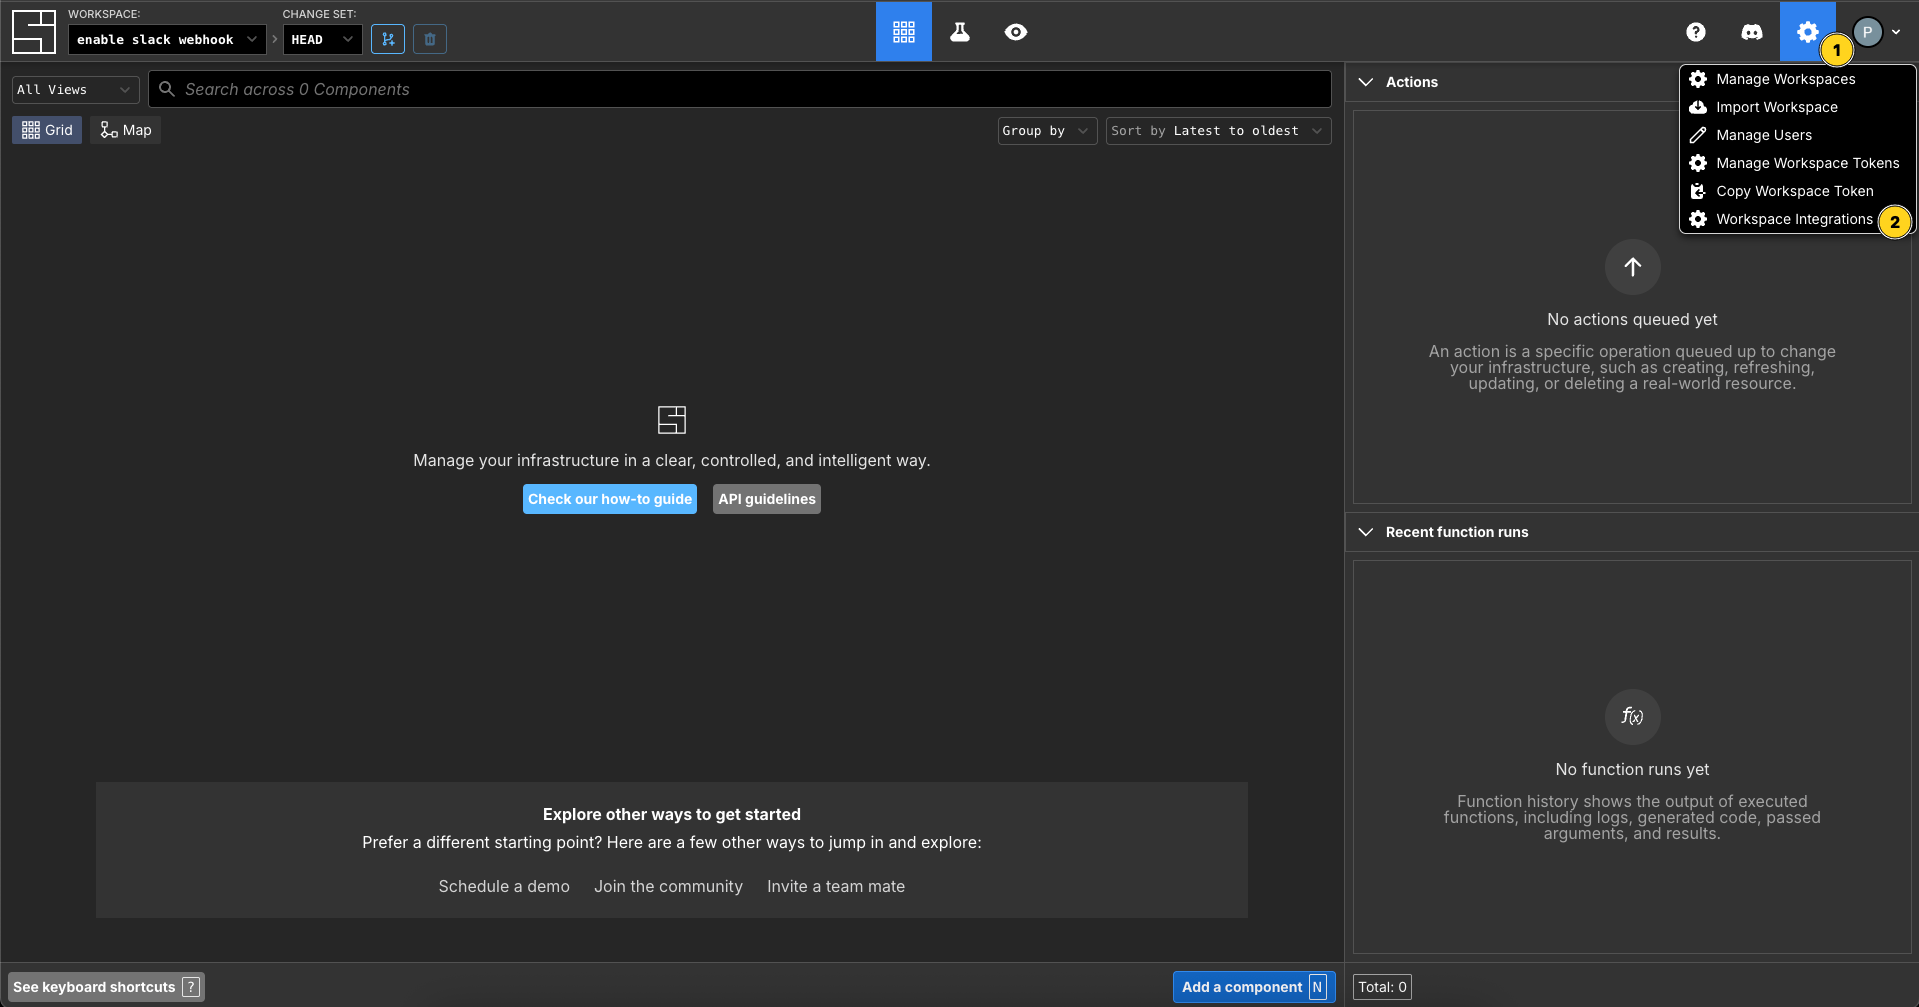 WORKSPACE:
enable slack webhook
CHANGE SET:
HEAD
P
1
All Views
Search across 0 Components
Grid
Map
Group by
Sort by Latest to oldest
Manage Workspaces
Import Workspace
Manage Users
Manage Workspace Tokens
Copy Workspace Token
Workspace Integrations
2
Manage your infrastructure in a clear, controlled, and intelligent way.
Check our how-to guide
API guidelines
Explore other ways to get started
Prefer a different starting point? Here are a few other ways to jump in and explore:
Schedule a demo
Join the community
Invite a team mate
See keyboard shortcuts ?
Add a component N
Actions
No actions queued yet
An action is a specific operation queued up to change
your infrastructure, such as creating, refreshing,
updating, or deleting a real-world resource.
Recent function runs
f(x)
No function runs yet
Function history shows the output of executed
functions, including logs, generated code, passed
arguments, and results.
Total: 0